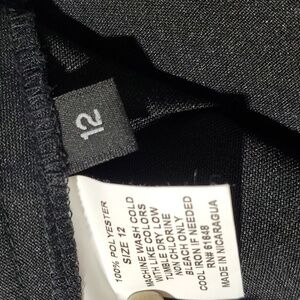 12
100% POLYESTER
SIZE 12
MACHINE WASH COLD
WITH LIKE COLORS
TUMBLE DRY LOW
NON CHLORINE
BLEACH ONLY IF NEEDED
COOL IRON
RN# 61648
MADE IN NICARAGUA